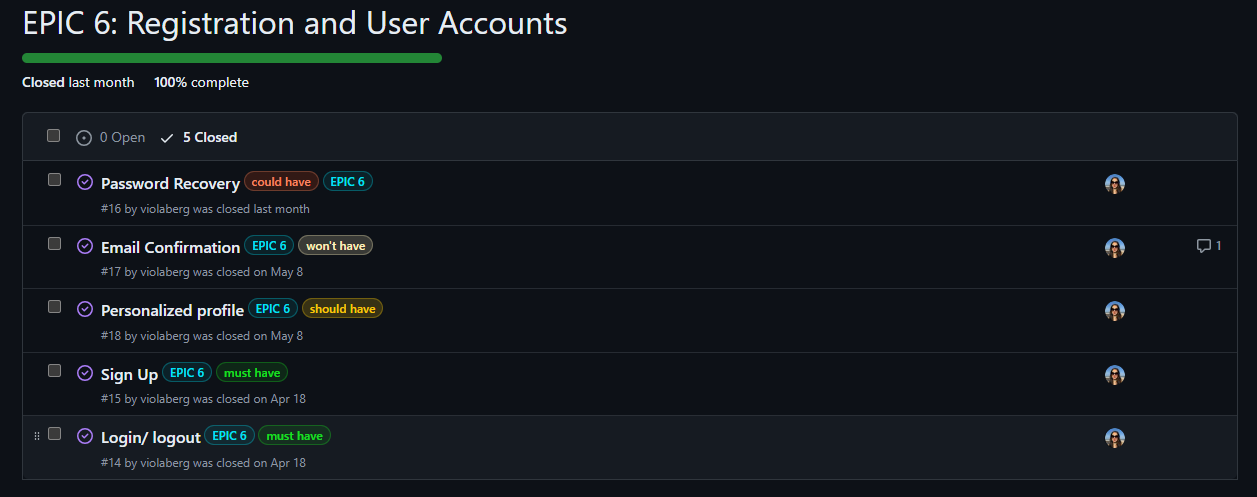 EPIC 6: Registration and User Accounts
Closed last month 100% complete
0 Open 5 Closed
Password Recovery could have EPIC 6
#16 by violaberg was closed last month
Email Confirmation EPIC 6 won't have 1
#17 by violaberg was closed on May 8
Personalized profile EPIC 6 should have
#18 by violaberg was closed on May 8
Sign Up EPIC 6 must have
#15 by violaberg was closed on Apr 18
Login/ logout EPIC 6 must have
#14 by violaberg was closed on Apr 18